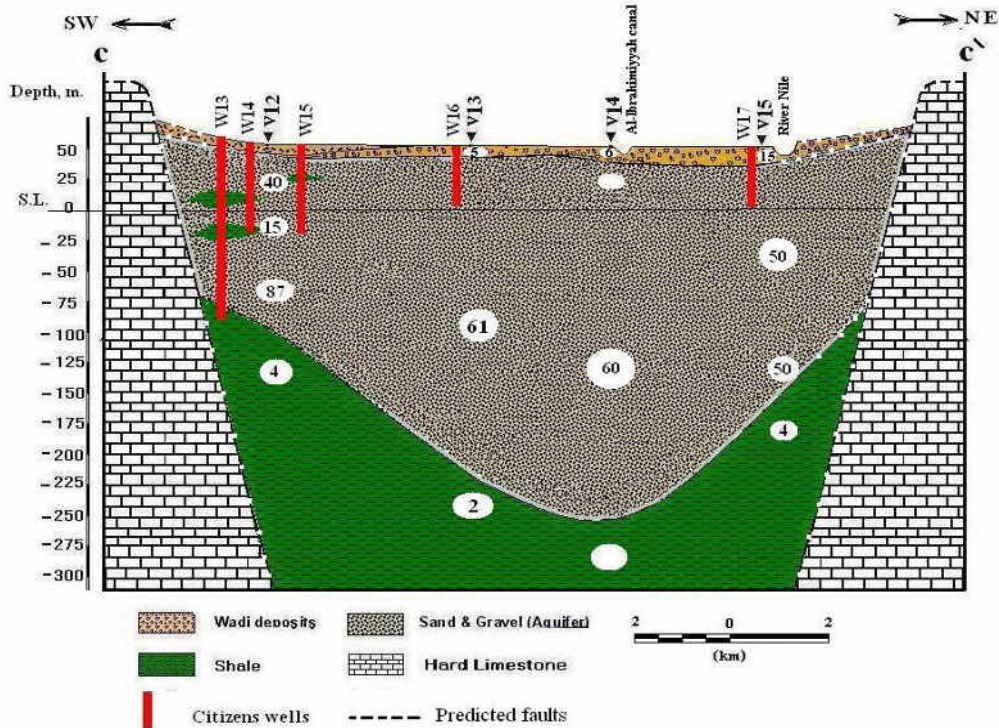 SW NE
C C'
Depth, m.
W13 W14 V12 W15 W16 V13 V14 Al-Ibrahimiyyah canal W17 V15 River Nile
50
25
S.L. 0
-25
-50
-75
-100
-125
-150
-175
-200
-225
-250
-275
-300
5 6 15
40
15
50
87
61
60
50
4
4
2
Wadi deposits
Sand & Gravel (Aquifer)
2 0 2
(km)
Shale
Hard Limestone
Citizens wells
Predicted faults